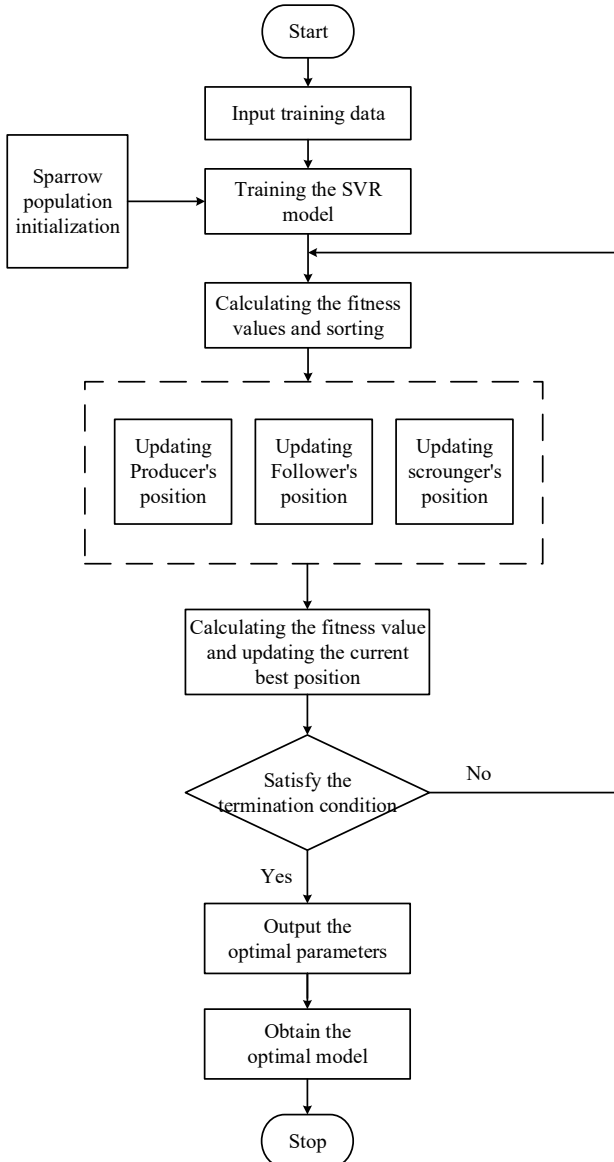 Start
Input training data
Sparrow
population
initialization
Training the SVR
model
Calculating the fitness
values and sorting
Updating
Producer's
position
Updating
Follower's
position
Updating
scrounger's
position
Calculating the fitness value
and updating the current
best position
Satisfy the
termination condition
No
Yes
Output the
optimal parameters
Obtain the
optimal model
Stop